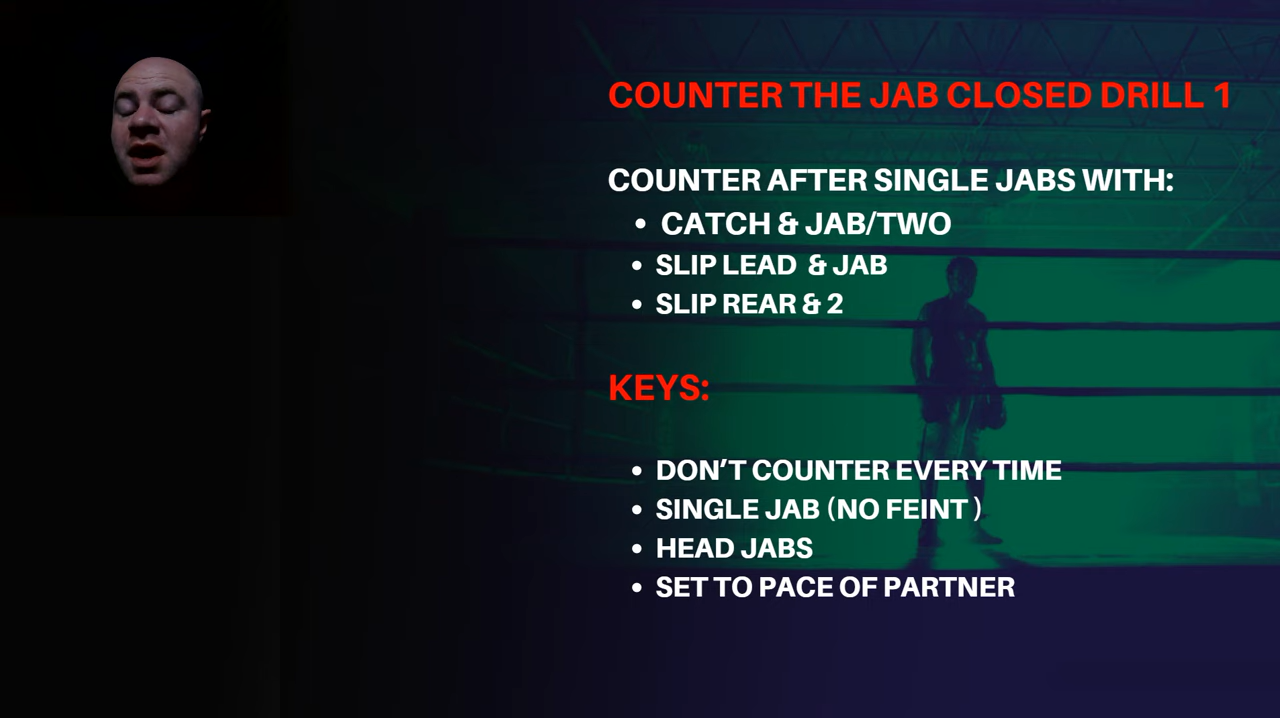 COUNTER THE JAB CLOSED DRILL 1
COUNTER AFTER SINGLE JABS WITH:
• CATCH & JAB/TWO
• SLIP LEAD & JAB
• SLIP REAR & 2
KEYS:
• DON'T COUNTER EVERY TIME
• SINGLE JAB (NO FEINT )
• HEAD JABS
• SET TO PACE OF PARTNER